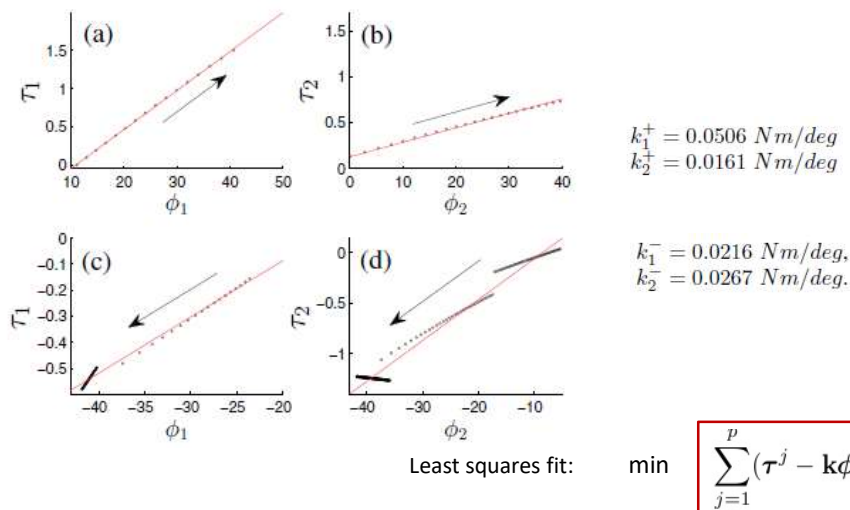 (a)
τ1
1.5
1
0.5
0
10 20 30 40 50
ϕ1
(b)
τ2
1.5
1
0.5
0
0 10 20 30 40
ϕ2
k1+ = 0.0506 Nm/deg
k2+ = 0.0161 Nm/deg
(c)
τ1
0
−0.1
−0.2
−0.3
−0.4
−0.5
−40 −35 −30 −25 −20
ϕ1
(d)
τ2
0
−0.5
−1
−40 −30 −20 −10
ϕ2
k1− = 0.0216 Nm/deg,
k2− = 0.0267 Nm/deg.
Least squares fit: min
p
∑(τj − kϕ
j=1